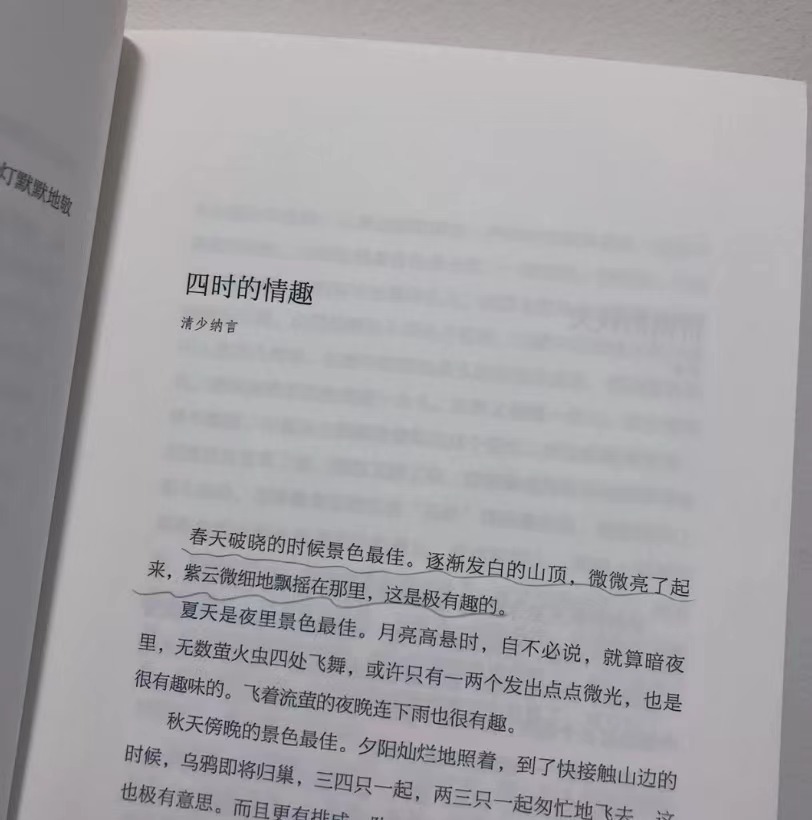 灯默默地敬
四时的情趣
清少纳言
春天破晓的时候景色最佳。逐渐发白的山顶，微微亮了起
来，紫云微细地飘摇在那里，这是极有趣的。
夏天是夜里景色最佳。月亮高悬时，自不必说，就算暗夜
里，无数萤火虫四处飞舞，或许只有一两个发出点点微光，也是
很有趣味的。飞着流萤的夜晚连下雨也很有趣。
秋天傍晚的景色最佳。夕阳灿烂地照着，到了快接触山边的
时候，乌鸦即将归巢，三四只一起，两三只一起匆忙地飞去，这
也极有意思。而且更有排成